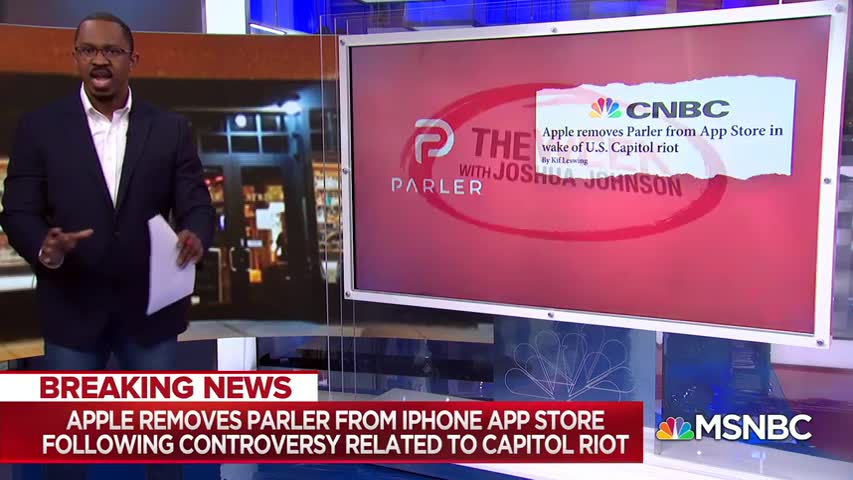 CNBC
Apple removes Parler from App Store in
wake of U.S. Capitol riot
By Kif Leswing
PARLER
THE WEEK
WITH JOSHUA JOHNSON
BREAKING NEWS
APPLE REMOVES PARLER FROM IPHONE APP STORE
FOLLOWING CONTROVERSY RELATED TO CAPITOL RIOT
MSNBC